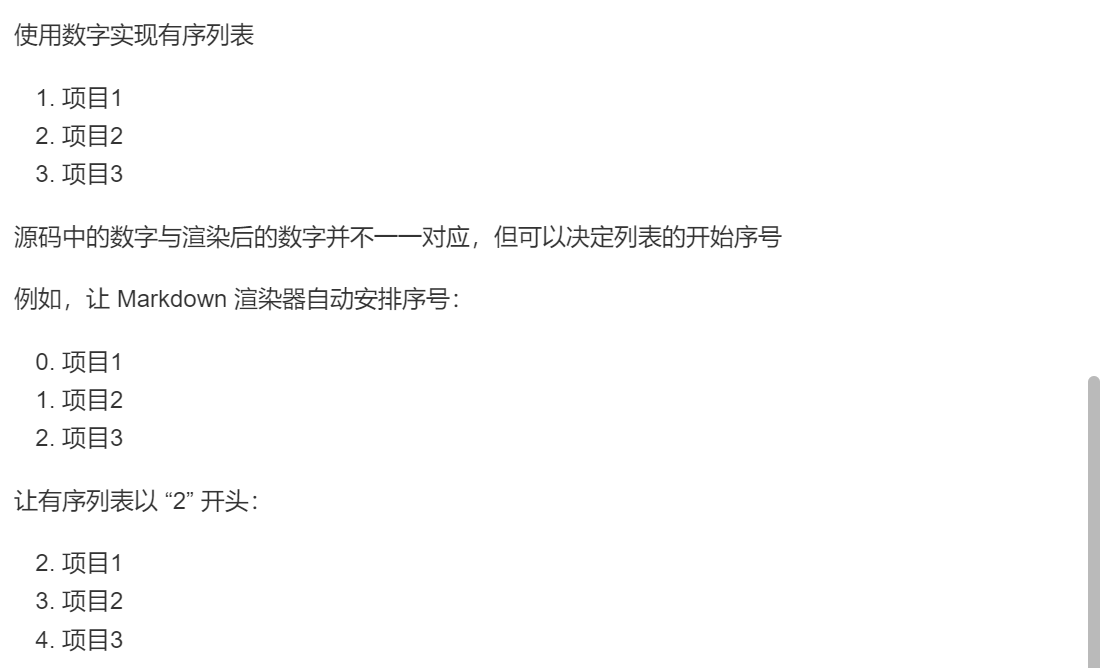 使用数字实现有序列表
1. 项目1
2. 项目2
3. 项目3
源码中的数字与渲染后的数字并不一一对应，但可以决定列表的开始序号
例如，让 Markdown 渲染器自动安排序号：
0. 项目1
1. 项目2
2. 项目3
让有序列表以 “2” 开头：
2. 项目1
3. 项目2
4. 项目3